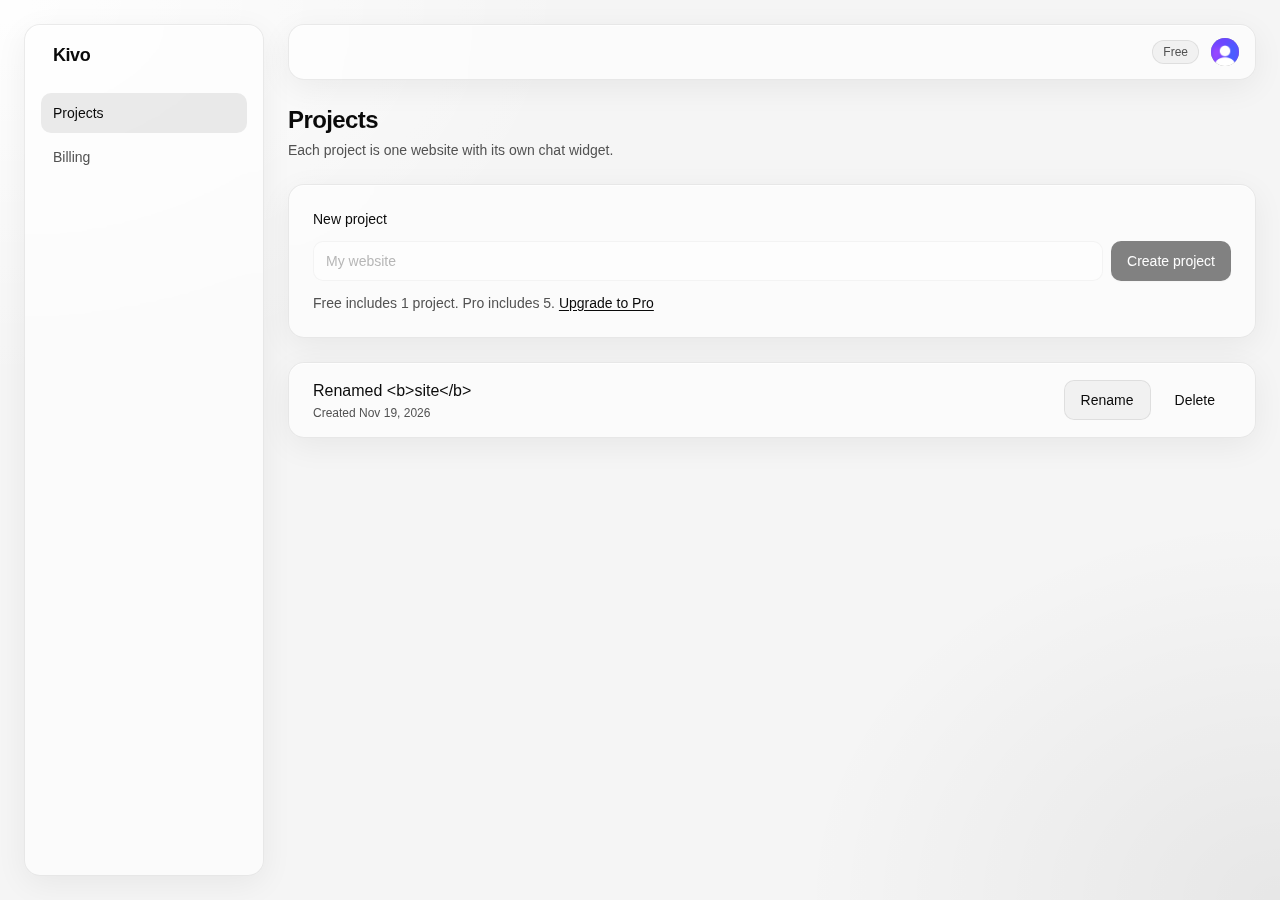 Kivo
Projects
Billing
Free
Projects
Each project is one website with its own chat widget.
New project
My website
Create project
Free includes 1 project. Pro includes 5. Upgrade to Pro
Renamed <b>site</b>
Created Nov 19, 2026
Rename
Delete